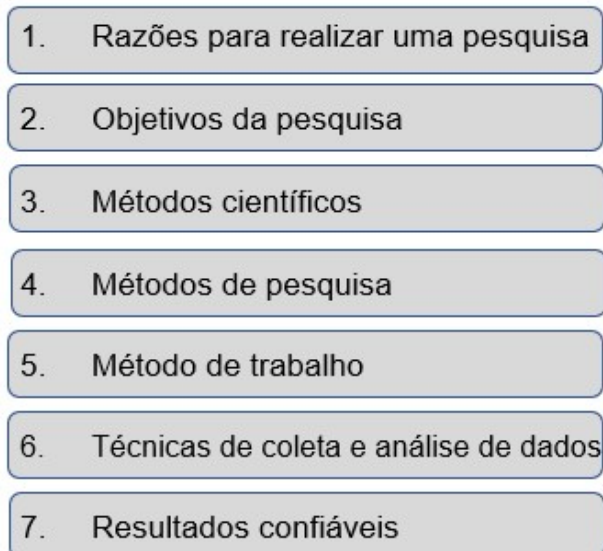 1. Razões para realizar uma pesquisa
2. Objetivos da pesquisa
3. Métodos científicos
4. Métodos de pesquisa
5. Método de trabalho
6. Técnicas de coleta e análise de dados
7. Resultados confiáveis